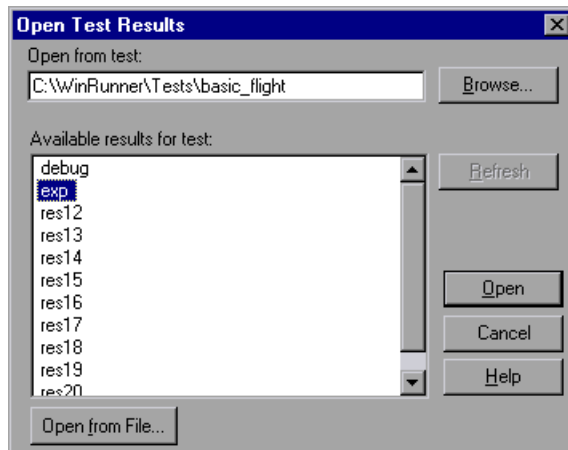 Open Test Results
Open from test:
C:\WinRunner\Tests\basic_flight
Browse...
Available results for test:
debug
exp
res12
res13
res14
res15
res16
res17
res18
res19
res20
Refresh
Open
Cancel
Help
Open from File...